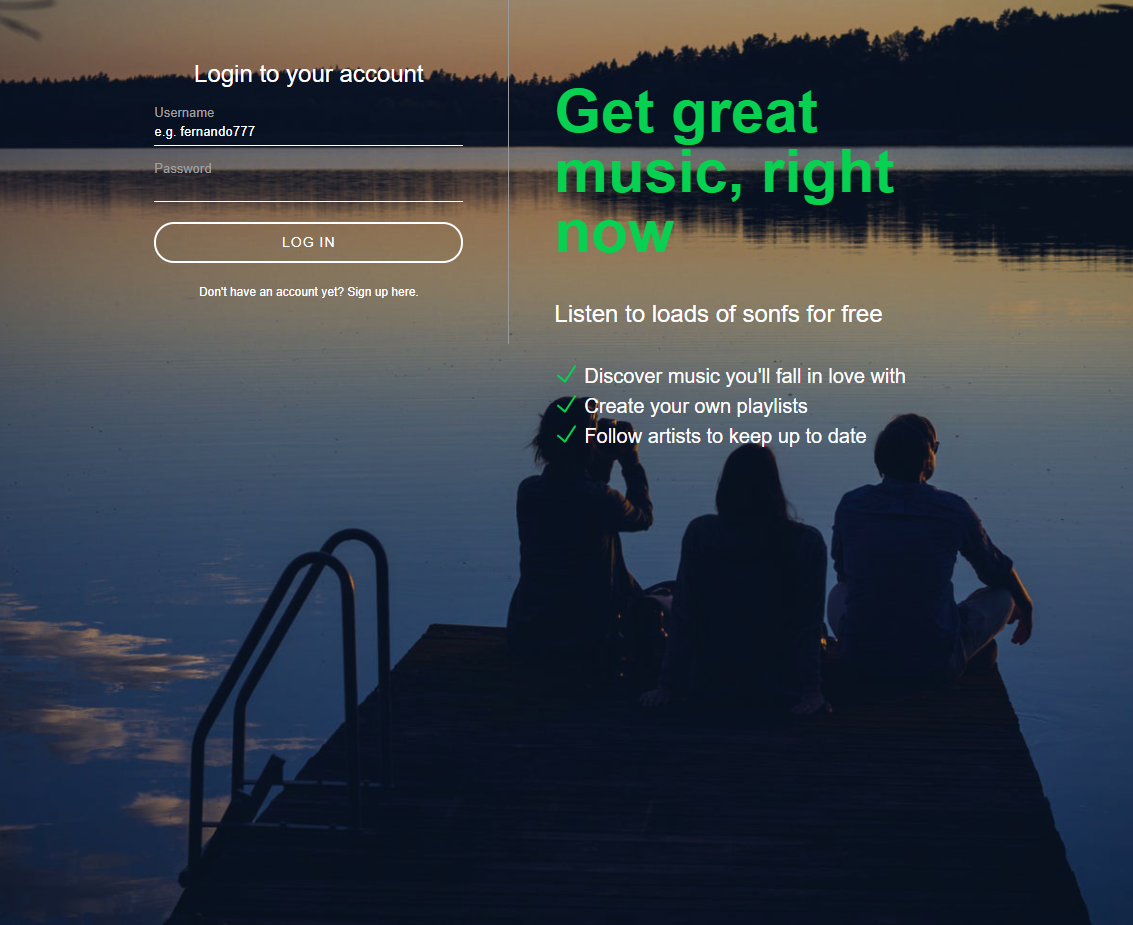 Login to your account
Username
e.g. fernando777
Password
LOG IN
Don't have an account yet? Sign up here.
Get great
music, right
now
Listen to loads of sonfs for free
Discover music you'll fall in love with
Create your own playlists
Follow artists to keep up to date